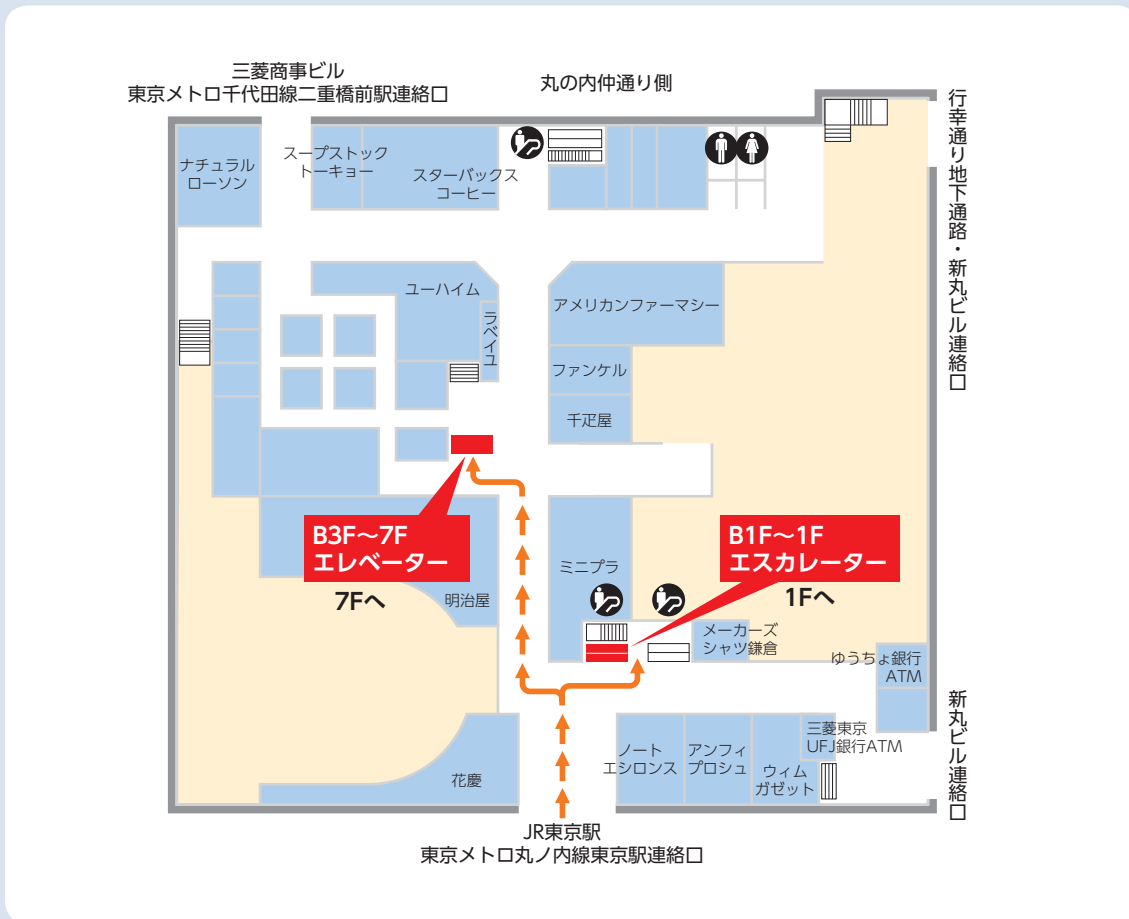 三菱商事ビル
東京メトロ千代田線二重橋前駅連絡口
丸の内仲通り側
行幸通り地下通路・新丸ビル連絡口
ナチュラル
ローソン
スープストック
トーキョー
スターバックス
コーヒー
ユーハイム
ラベイユ
アメリカンファーマシー
ファンケル
千疋屋
B3F〜7F
エレベーター
7Fへ
明治屋
ミニプラ
B1F〜1F
エスカレーター
1Fへ
メーカーズ
シャツ鎌倉
ゆうちょ銀行
ATM
新丸ビル連絡口
花慶
ノート
エシロンス
アンフィ
プロシュ
ウィム
ガゼット
三菱東京
UFJ銀行ATM
JR東京駅
東京メトロ丸ノ内線東京駅連絡口